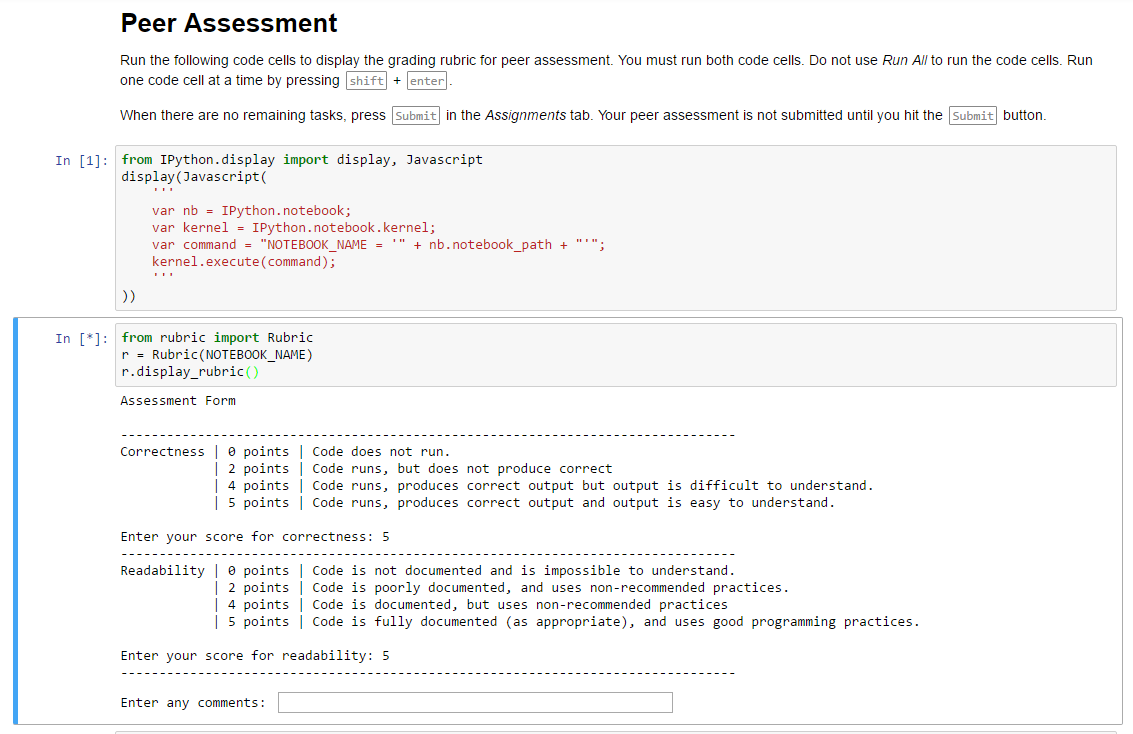 Peer Assessment
Run the following code cells to display the grading rubric for peer assessment. You must run both code cells. Do not use Run All to run the code cells. Run
one code cell at a time by pressing shift + enter.
When there are no remaining tasks, press Submit in the Assignments tab. Your peer assessment is not submitted until you hit the Submit button.
In [1]: from IPython.display import display, Javascript
display(Javascript(
    '''
    var nb = IPython.notebook;
    var kernel = IPython.notebook.kernel;
    var command = "NOTEBOOK_NAME = '" + nb.notebook_path + "'";
    kernel.execute(command);
    '''
))
In [*]: from rubric import Rubric
r = Rubric(NOTEBOOK_NAME)
r.display_rubric()
Assessment Form
--------------------------------------------------------------------------------
Correctness | 0 points | Code does not run.
            | 2 points | Code runs, but does not produce correct
            | 4 points | Code runs, produces correct output but output is difficult to understand.
            | 5 points | Code runs, produces correct output and output is easy to understand.
Enter your score for correctness: 5
--------------------------------------------------------------------------------
Readability | 0 points | Code is not documented and is impossible to understand.
            | 2 points | Code is poorly documented, and uses non-recommended practices.
            | 4 points | Code is documented, but uses non-recommended practices
            | 5 points | Code is fully documented (as appropriate), and uses good programming practices.
Enter your score for readability: 5
--------------------------------------------------------------------------------
Enter any comments: